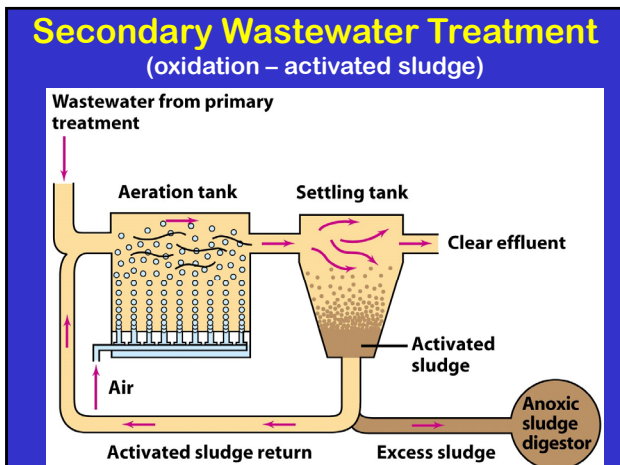 Secondary Wastewater Treatment
(oxidation – activated sludge)
Wastewater from primary
treatment
Aeration tank
Settling tank
Clear effluent
Activated
sludge
Air
Anoxic
sludge
digestor
Activated sludge return
Excess sludge